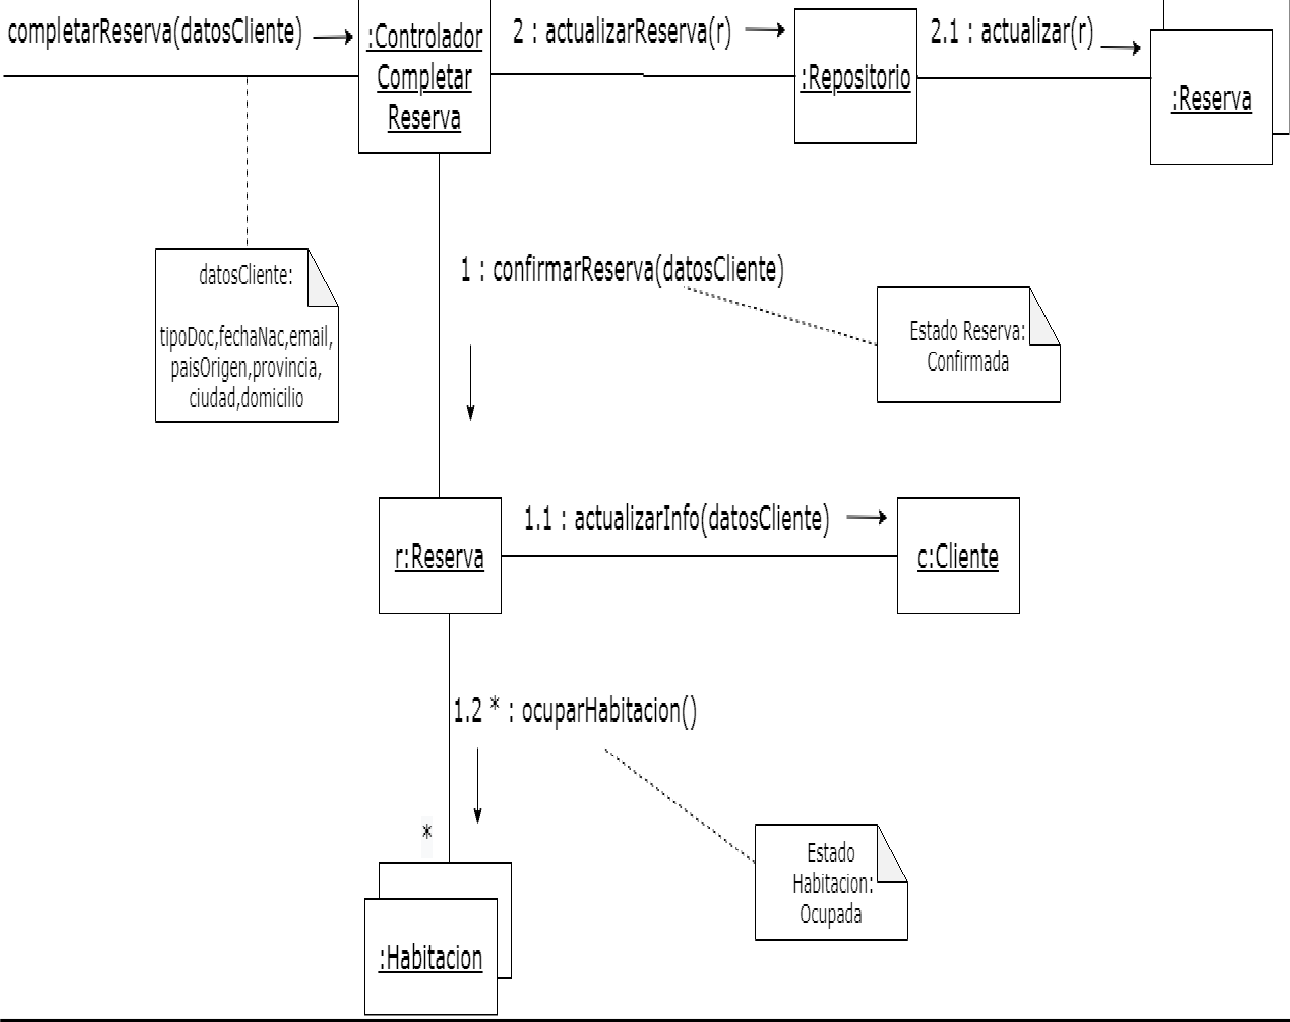 completarReserva(datosCliente)
:Controlador
Completar
Reserva
2 : actualizarReserva(r)
:Repositorio
2.1 : actualizar(r)
:Reserva
datosCliente:
tipoDoc,fechaNac,email,
paisOrigen,provincia,
ciudad,domicilio
1 : confirmarReserva(datosCliente)
Estado Reserva:
Confirmada
r:Reserva
1.1 : actualizarInfo(datosCliente)
c:Cliente
1.2 * : ocuparHabitacion()
*
Estado
Habitacion:
Ocupada
:Habitacion